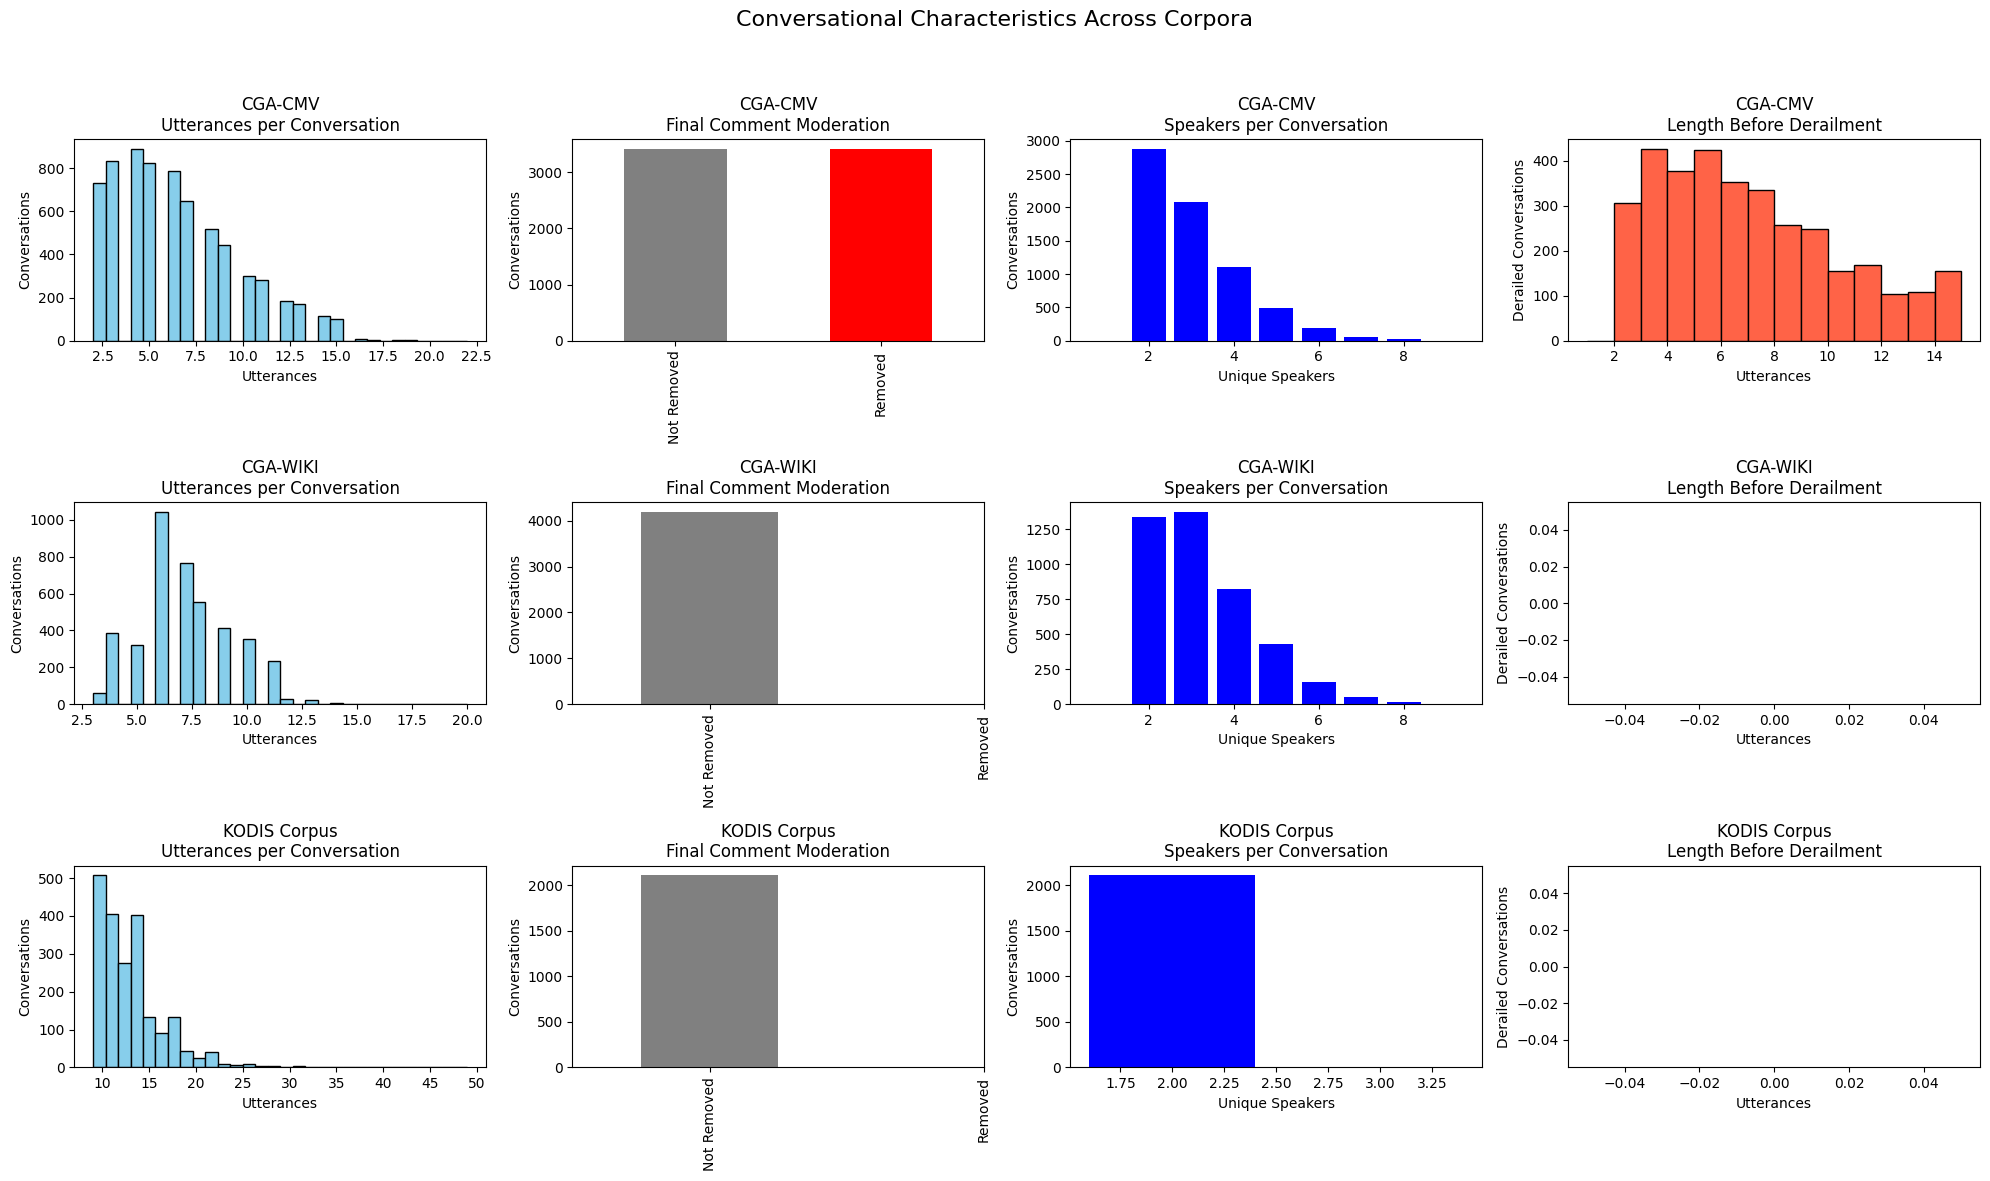 Conversational Characteristics Across Corpora
CGA-CMV
Utterances per Conversation
Conversations
0
200
400
600
800
2.5
5.0
7.5
10.0
12.5
15.0
17.5
20.0
22.5
Utterances
CGA-CMV
Final Comment Moderation
Conversations
0
1000
2000
3000
Not Removed
Removed
CGA-CMV
Speakers per Conversation
Conversations
0
500
1000
1500
2000
2500
3000
2
4
6
8
Unique Speakers
CGA-CMV
Length Before Derailment
Derailed Conversations
0
100
200
300
400
2
4
6
8
10
12
14
Utterances
CGA-WIKI
Utterances per Conversation
Conversations
0
200
400
600
800
1000
2.5
5.0
7.5
10.0
12.5
15.0
17.5
20.0
Utterances
CGA-WIKI
Final Comment Moderation
Conversations
0
1000
2000
3000
4000
Not Removed
Removed
CGA-WIKI
Speakers per Conversation
Conversations
0
250
500
750
1000
1250
2
4
6
8
Unique Speakers
CGA-WIKI
Length Before Derailment
Derailed Conversations
−0.04
−0.02
0.00
0.02
0.04
−0.04
−0.02
0.00
0.02
0.04
Utterances
KODIS Corpus
Utterances per Conversation
Conversations
0
100
200
300
400
500
10
15
20
25
30
35
40
45
50
Utterances
KODIS Corpus
Final Comment Moderation
Conversations
0
500
1000
1500
2000
Not Removed
Removed
KODIS Corpus
Speakers per Conversation
Conversations
0
500
1000
1500
2000
1.75
2.00
2.25
2.50
2.75
3.00
3.25
Unique Speakers
KODIS Corpus
Length Before Derailment
Derailed Conversations
−0.04
−0.02
0.00
0.02
0.04
−0.04
−0.02
0.00
0.02
0.04
Utterances